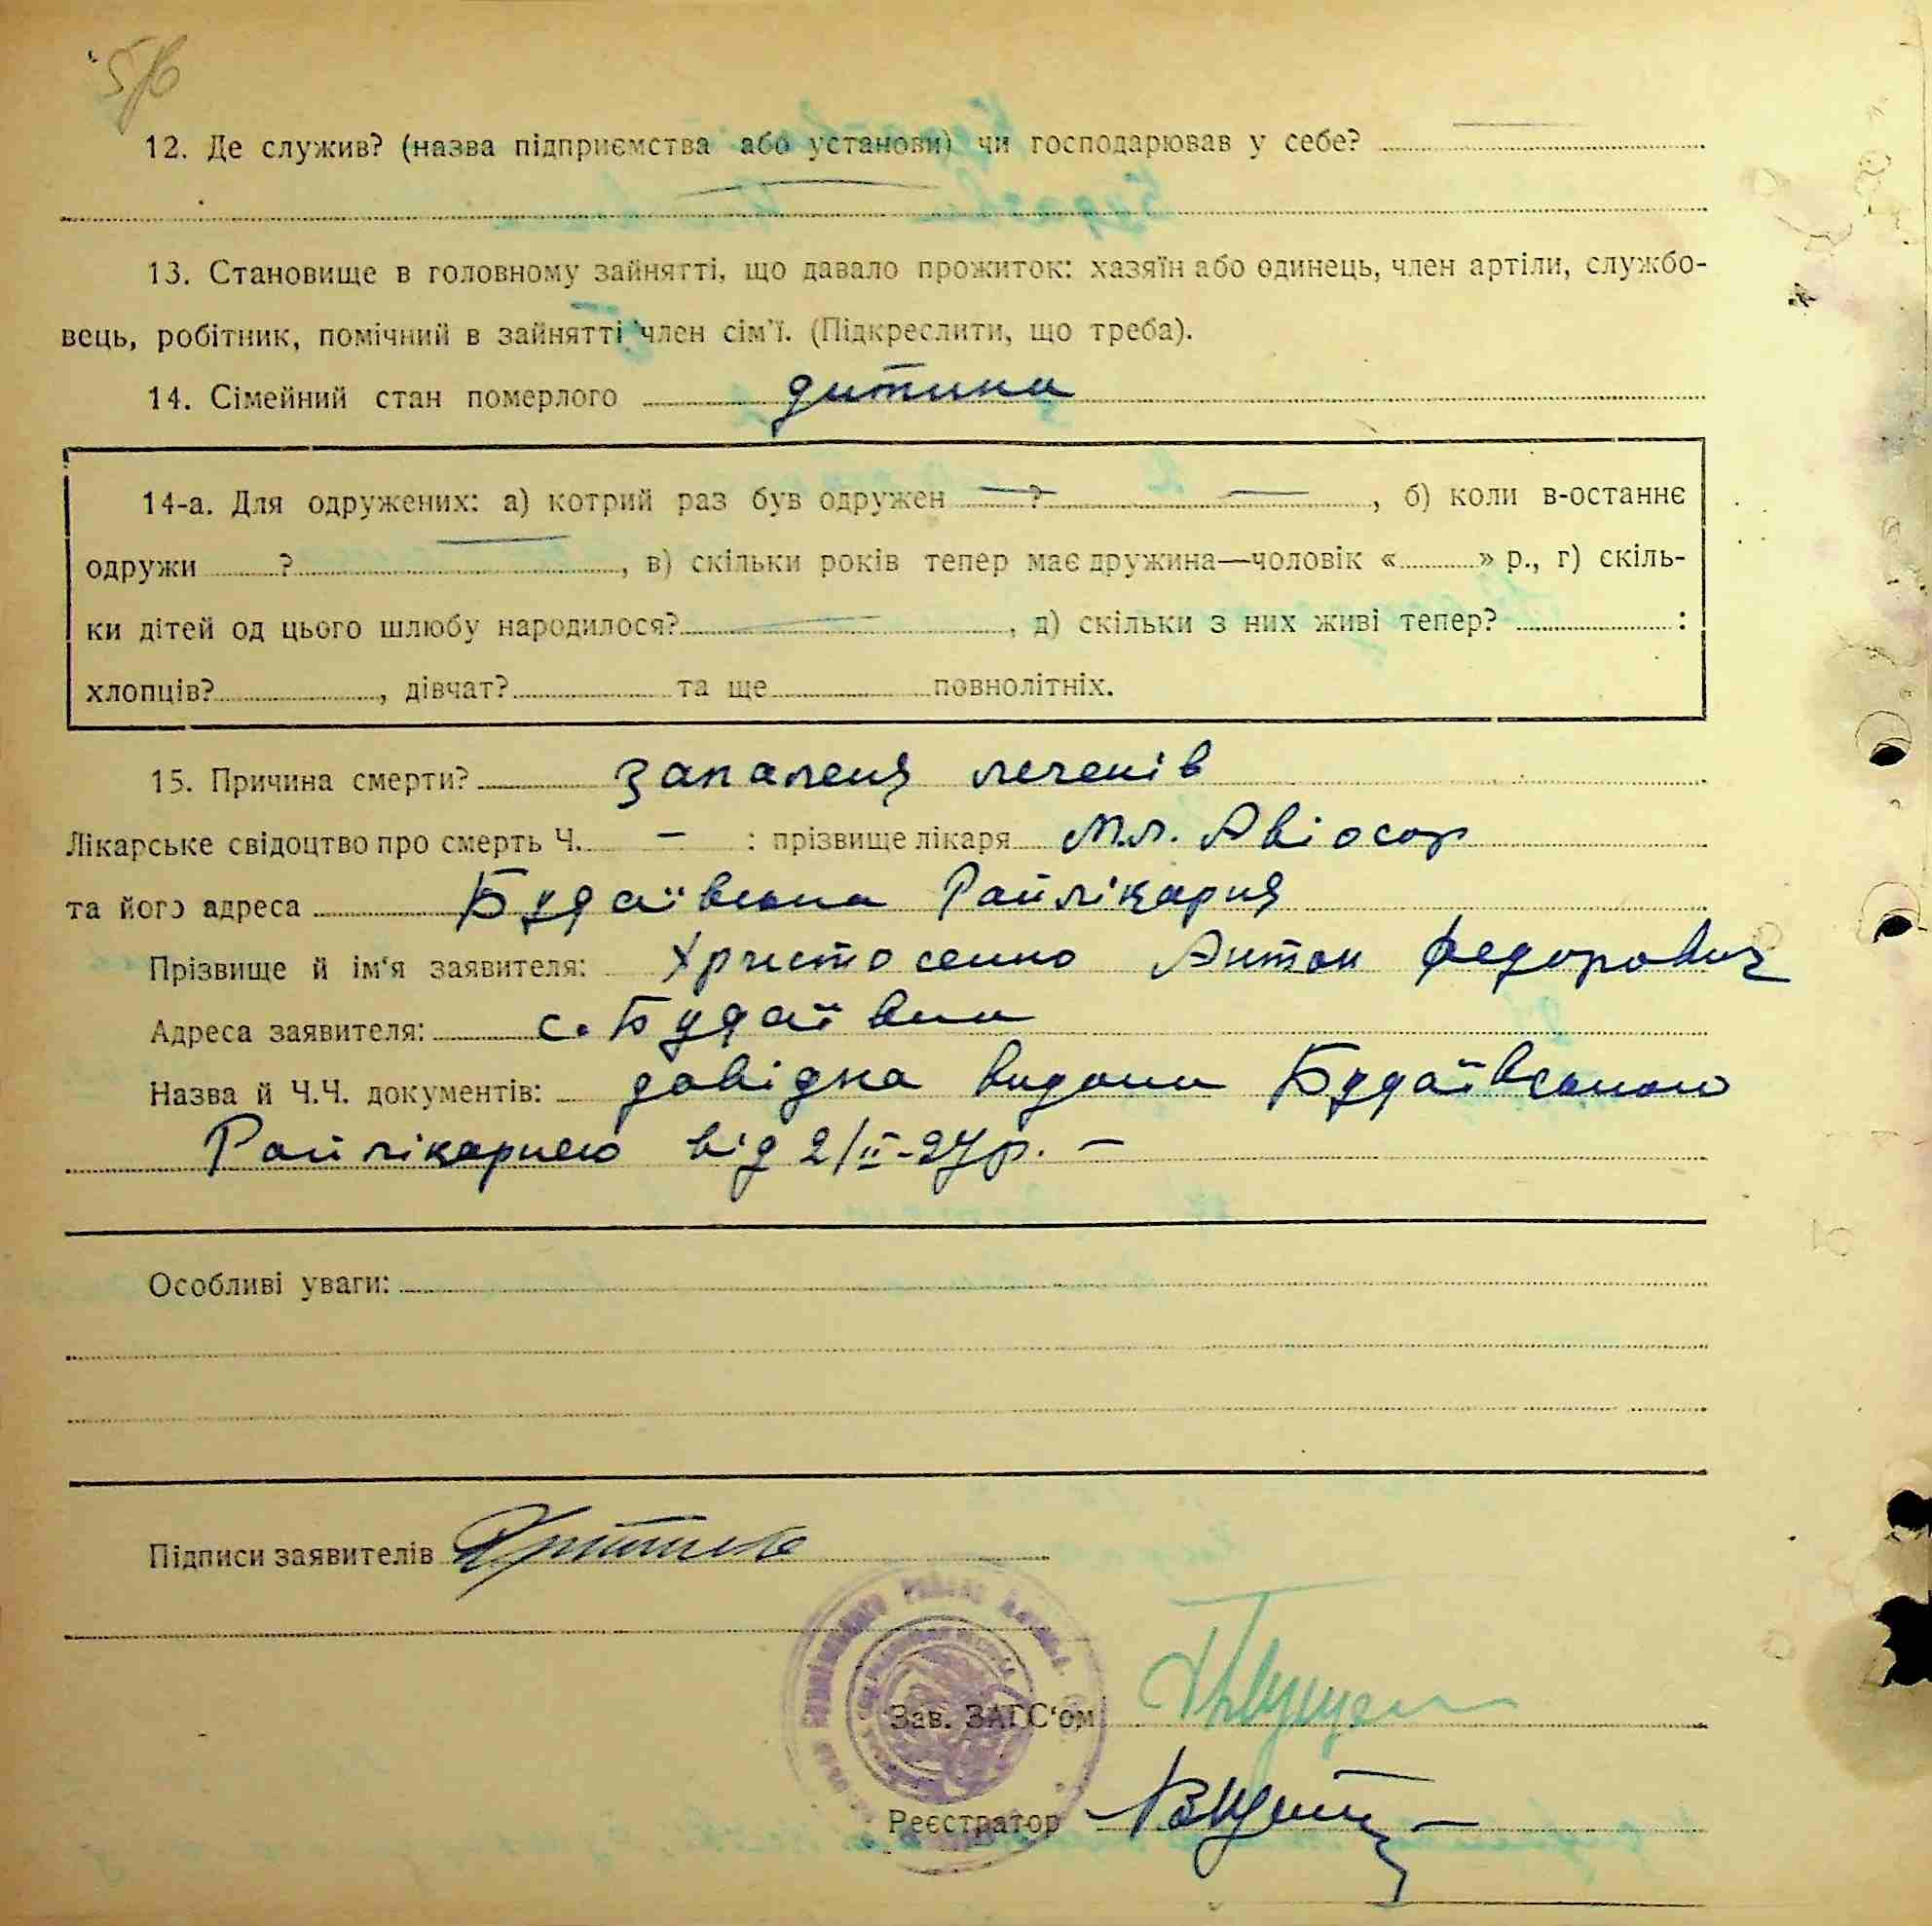 12. Де служив? (назва підприємства або установи) чи господарював у себе?
13. Становище в головному зайнятті, що давало прожиток: хазяїн або одинець, член артіли, службо-
вець, робітник, помічний в зайнятті член сім'ї. (Підкреслити, що треба).
14. Сімейний стан померлого дитина
14-а. Для одружених: а) котрий раз був одружен ? , б) коли в-останнє
одружи ? , в) скільки років тепер має дружина—чоловік « » р., г) скіль-
ки дітей од цього шлюбу народилося? , д) скільки з них живі тепер? :
хлопців? , дівчат? та ще повнолітніх.
15. Причина смерти? запаленя легенів
Лікарське свідоцтво про смерть Ч. — : прізвище лікаря
та його адреса Будаївська Райлікарня
Прізвище й ім'я заявителя: Христосенко Антон Федорович
Адреса заявителя: с. Будаївка
Назва й Ч.Ч. документів: довідка видана Будаївською
Райлікарнею від 2/II-27р. —
Особливі уваги:
Підписи заявителів
Зав. ЗАГС'ом
Реєстратор